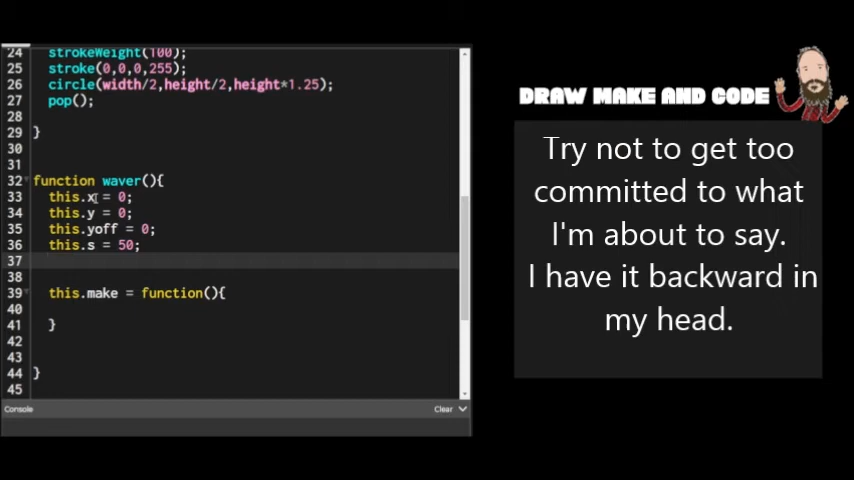 24 strokeWeight(100);
25 stroke(0,0,0,255);
26 circle(width/2,height/2,height*1.25);
27 pop();
28
29 }
30
31
32 function waver(){
33 this.x = 0;
34 this.y = 0;
35 this.yoff = 0;
36 this.s = 50;
37
38
39 this.make = function(){
40
41 }
42
43
44 }
45
Console
Clear
DRAW MAKE AND CODE
Try not to get too
committed to what
I'm about to say.
I have it backward in
my head.